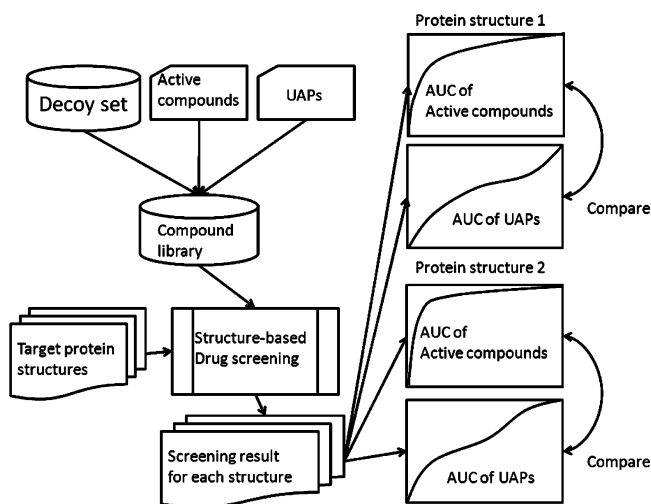 Protein structure 1
Decoy set
Active
compounds
UAPs
AUC of
Active compounds
Compound
library
AUC of UAPs
Compare
Protein structure 2
Target protein
structures
Structure-based
Drug screening
AUC of
Active compounds
Screening result
for each structure
AUC of UAPs
Compare